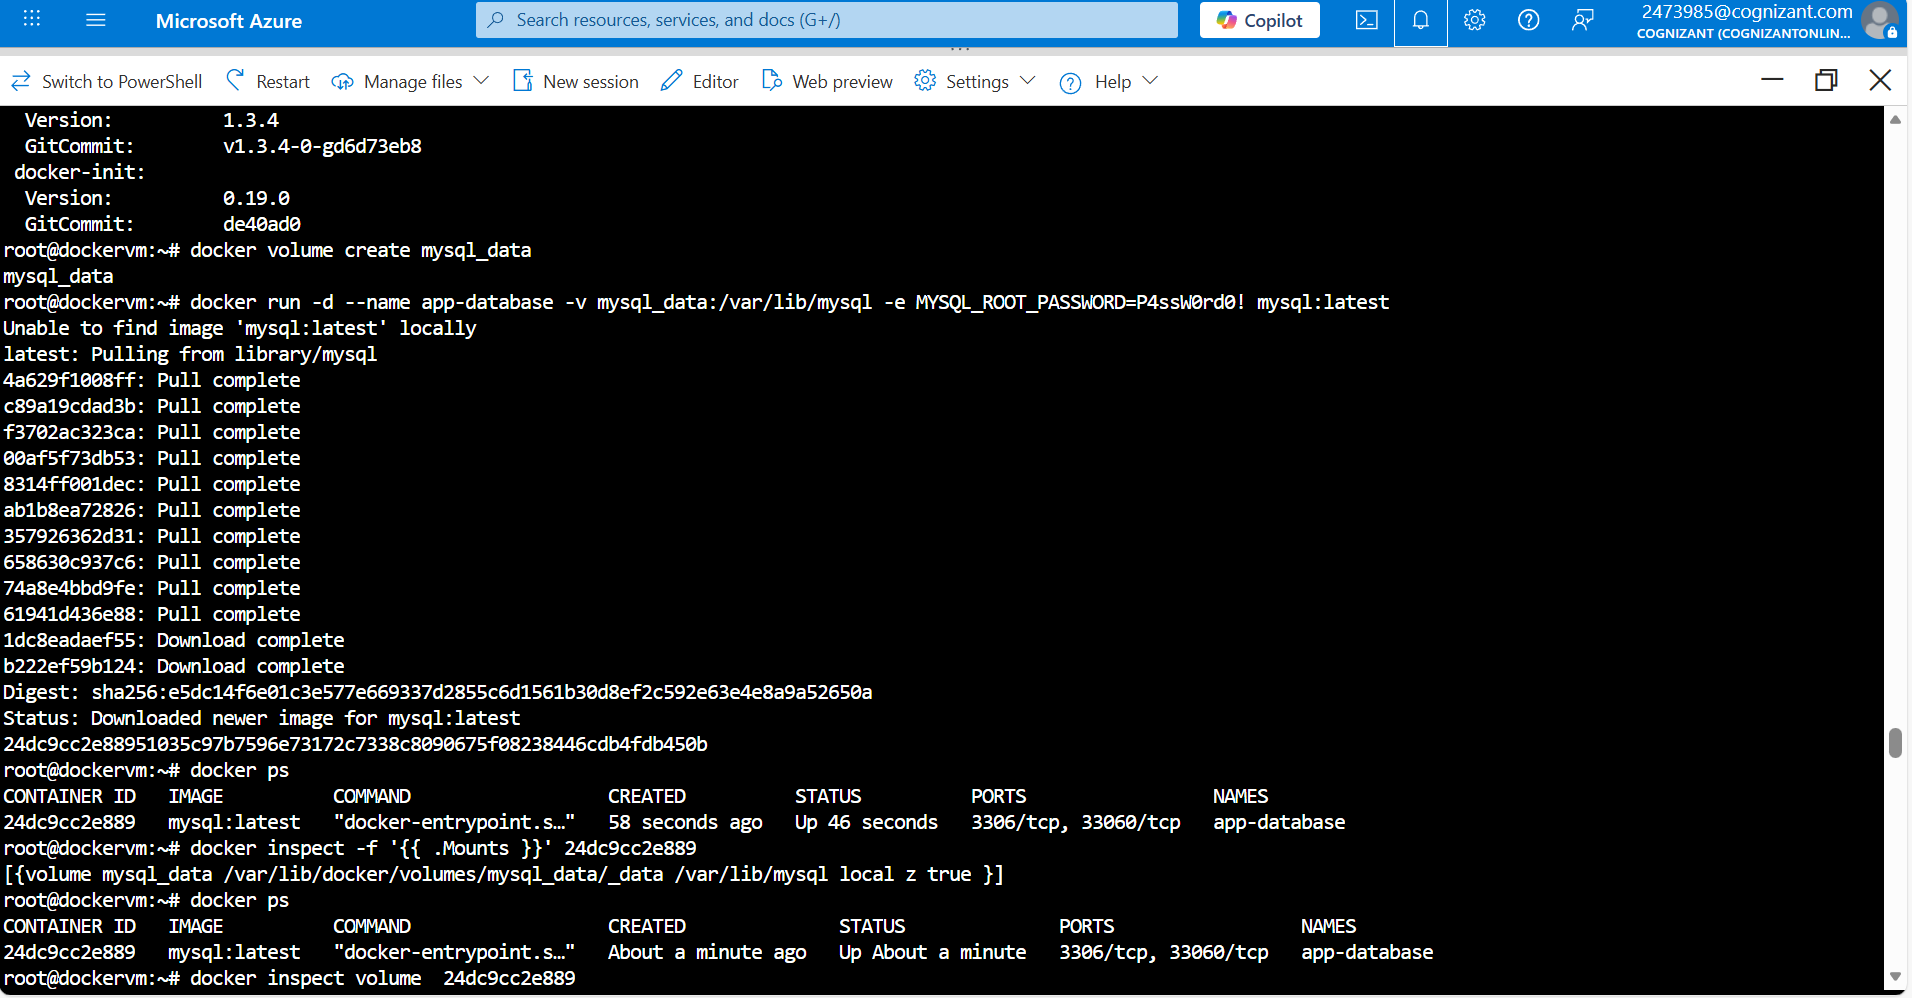 Microsoft Azure
Search resources, services, and docs (G+/)
Copilot
2473985@cognizant.com
COGNIZANT (COGNIZANTONLIN...
Switch to PowerShell
Restart
Manage files
New session
Editor
Web preview
Settings
Help
Version: 1.3.4
GitCommit: v1.3.4-0-gd6d73eb8
docker-init:
Version: 0.19.0
GitCommit: de40ad0
root@dockervm:~# docker volume create mysql_data
mysql_data
root@dockervm:~# docker run -d --name app-database -v mysql_data:/var/lib/mysql -e MYSQL_ROOT_PASSWORD=P4ssW0rd0! mysql:latest
Unable to find image 'mysql:latest' locally
latest: Pulling from library/mysql
4a629f1008ff: Pull complete
c89a19cdad3b: Pull complete
f3702ac323ca: Pull complete
00af5f73db53: Pull complete
8314ff001dec: Pull complete
ab1b8ea72826: Pull complete
357926362d31: Pull complete
658630c937c6: Pull complete
74a8e4bbd9fe: Pull complete
61941d436e88: Pull complete
1dc8eadaef55: Download complete
b222ef59b124: Download complete
Digest: sha256:e5dc14f6e01c3e577e669337d2855c6d1561b30d8ef2c592e63e4e8a9a52650a
Status: Downloaded newer image for mysql:latest
24dc9cc2e88951035c97b7596e73172c7338c8090675f08238446cdb4fdb450b
root@dockervm:~# docker ps
CONTAINER ID IMAGE COMMAND CREATED STATUS PORTS NAMES
24dc9cc2e889 mysql:latest "docker-entrypoint.s…" 58 seconds ago Up 46 seconds 3306/tcp, 33060/tcp app-database
root@dockervm:~# docker inspect -f '{{ .Mounts }}' 24dc9cc2e889
[{volume mysql_data /var/lib/docker/volumes/mysql_data/_data /var/lib/mysql local z true }]
root@dockervm:~# docker ps
CONTAINER ID IMAGE COMMAND CREATED STATUS PORTS NAMES
24dc9cc2e889 mysql:latest "docker-entrypoint.s…" About a minute ago Up About a minute 3306/tcp, 33060/tcp app-database
root@dockervm:~# docker inspect volume 24dc9cc2e889